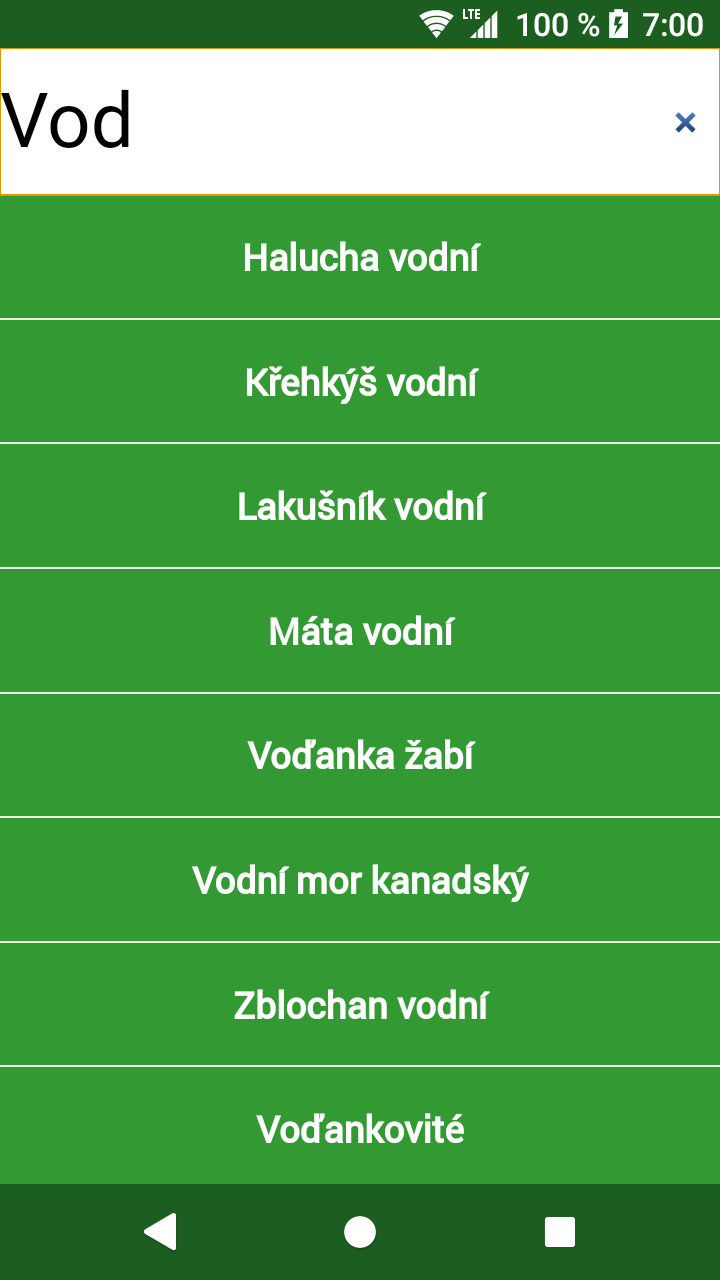 LTE 100 % 7:00
Vod
Halucha vodní
Křehkýš vodní
Lakušník vodní
Máta vodní
Voďanka žabí
Vodní mor kanadský
Zblochan vodní
Voďankovité